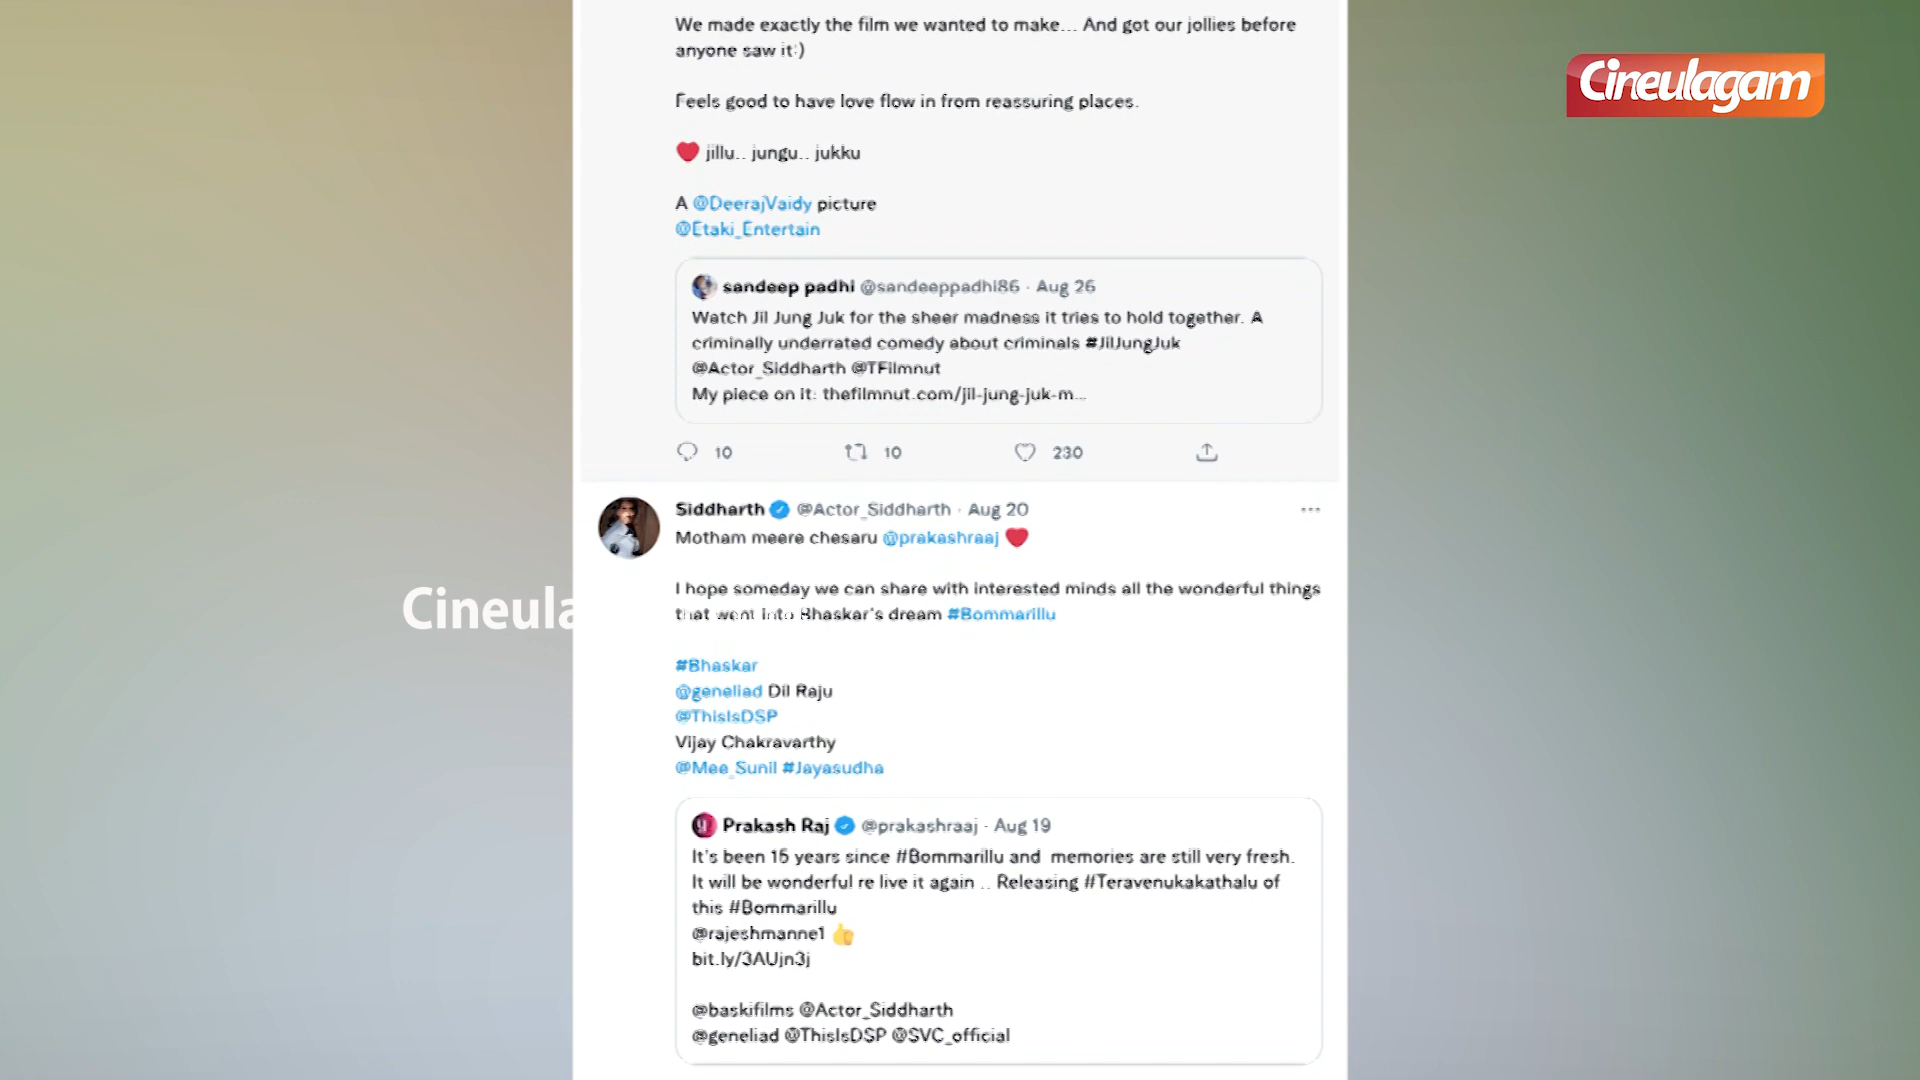 We made exactly the film we wanted to make... And got our jollies before
anyone saw it:)
Feels good to have love flow in from reassuring places.
jillu.. jungu.. jukku
A @DeerajVaidy picture
@Etaki_Entertain
sandeep padhi @sandeeppadhi86 · Aug 26
Watch Jil Jung Juk for the sheer madness it tries to hold together. A
criminally underrated comedy about criminals #JilJungJuk
@Actor_Siddharth @TFilmnut
My piece on it: thefilmnut.com/jil-jung-juk-m...
10 10 230
Siddharth @Actor_Siddharth · Aug 20
Motham meere chesaru @prakashraaj
I hope someday we can share with interested minds all the wonderful things
that went into Bhaskar's dream #Bommarillu
#Bhaskar
@geneliad Dil Raju
@ThisIsDSP
Vijay Chakravarthy
@Mee_Sunil #Jayasudha
Prakash Raj @prakashraaj · Aug 19
It's been 15 years since #Bommarillu and memories are still very fresh.
It will be wonderful re live it again .. Releasing #Teravenukakathalu of
this #Bommarillu
@rajeshmanne1
bit.ly/3AUjn3j
@baskifilms @Actor_Siddharth
@geneliad @ThisIsDSP @SVC_official
Cineulagam
Cineula